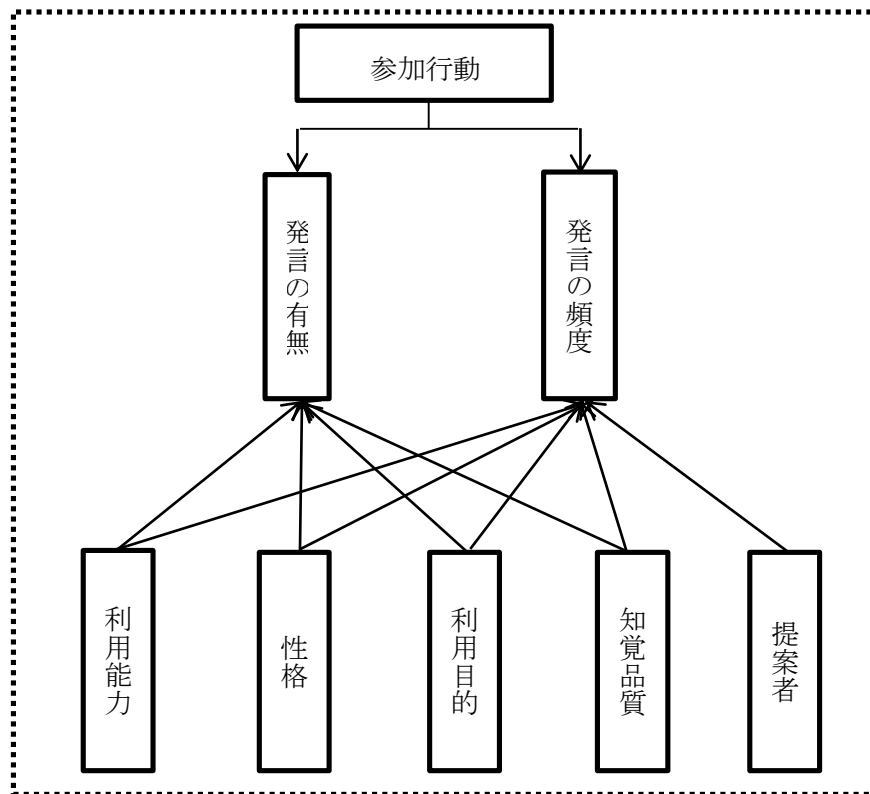 参加行動
発言の有無
発言の頻度
利用能力
性格
利用目的
知覚品質
提案者